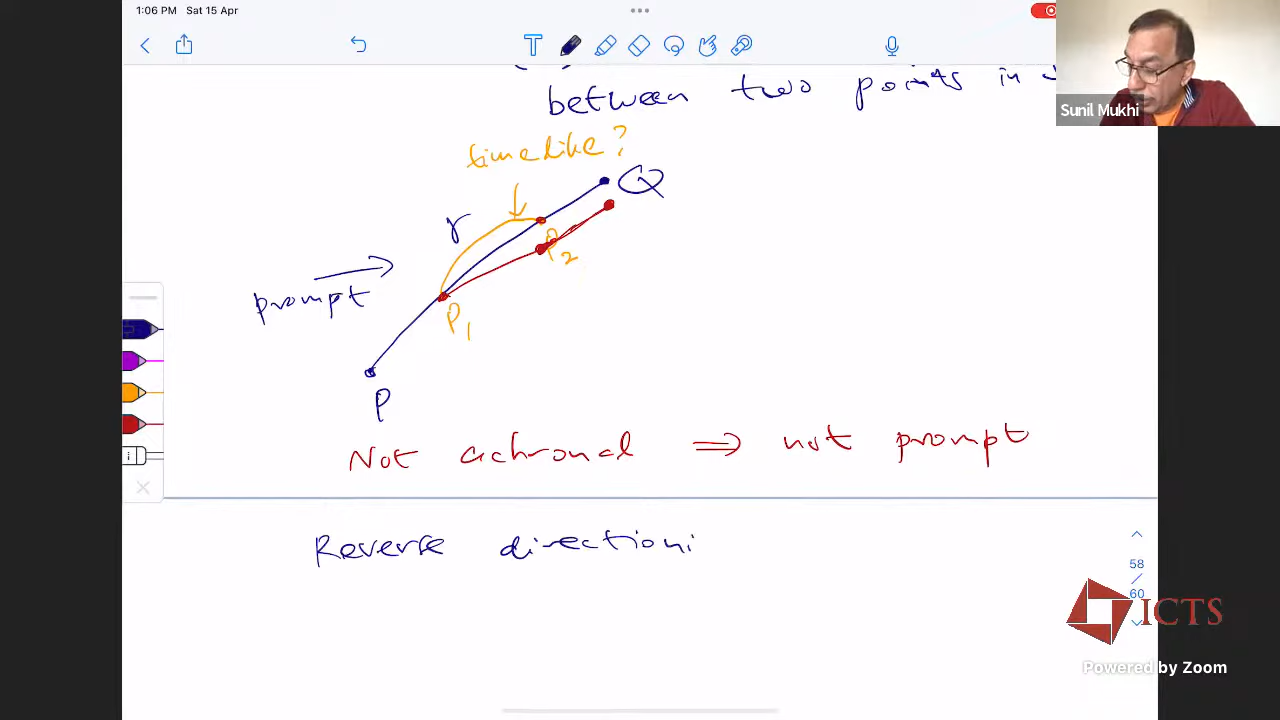 1:06 PM Sat 15 Apr
T
Sunil Mukhi
between two points in
timelike?
Q
γ
P2
prompt
P1
P
Not achronal ⟹ not prompt
Reverse direction:
58
/
60
ICTS
Powered by Zoom